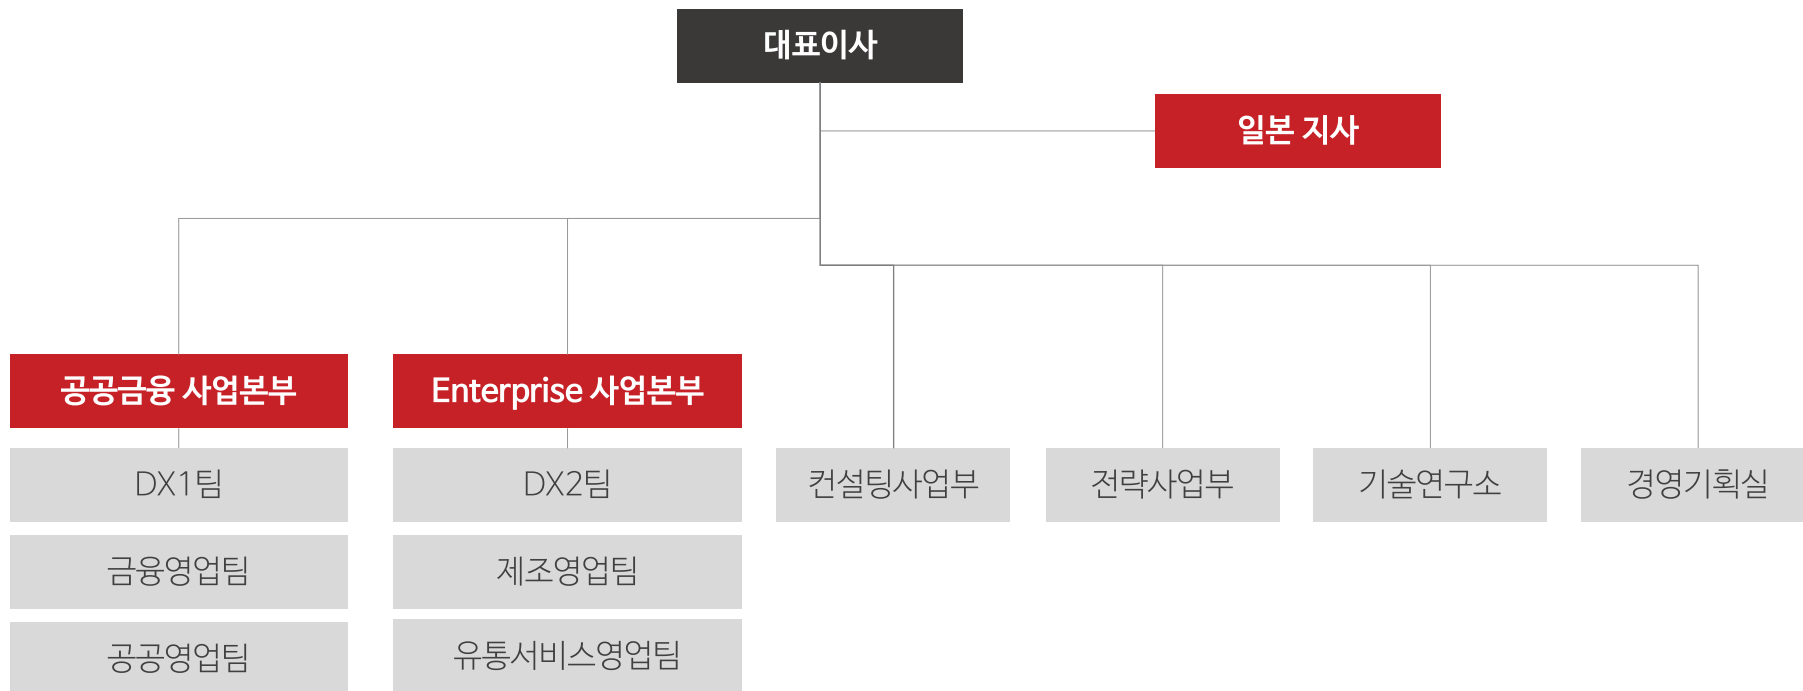 대표이사
일본 지사
공공금융 사업본부
Enterprise 사업본부
DX1팀
DX2팀
컨설팅사업부
전략사업부
기술연구소
경영기획실
금융영업팀
제조영업팀
공공영업팀
유통서비스영업팀